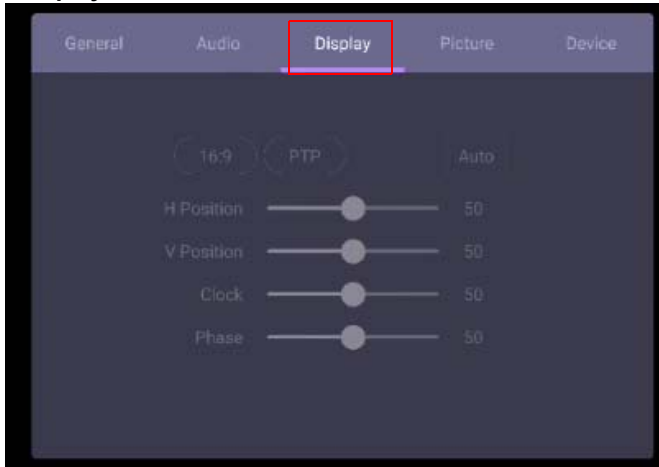 General Audio Display Picture Device
16:9 PTP Auto
H Position 50
V Position 50
Clock 50
Phase 50